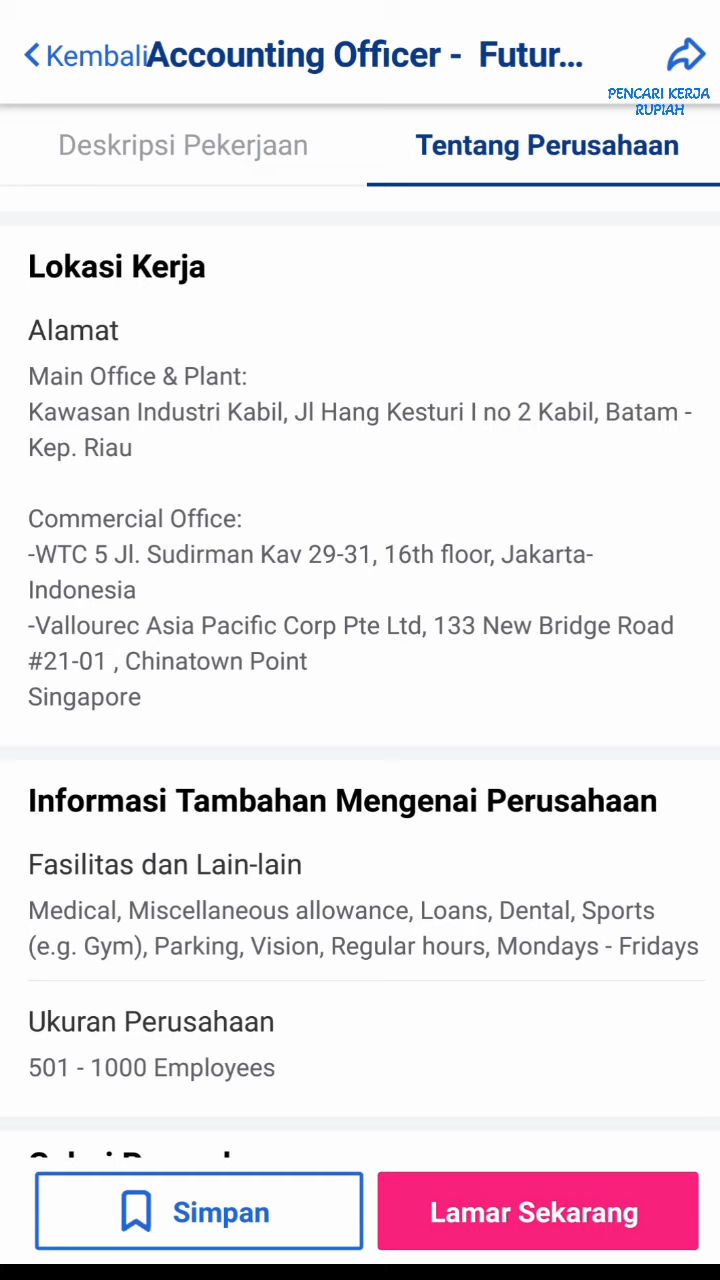 Kembali
Accounting Officer - Futur...
PENCARI KERJA
RUPIAH
Deskripsi Pekerjaan
Tentang Perusahaan
Lokasi Kerja
Alamat
Main Office & Plant:
Kawasan Industri Kabil, Jl Hang Kesturi I no 2 Kabil, Batam -
Kep. Riau
Commercial Office:
-WTC 5 Jl. Sudirman Kav 29-31, 16th floor, Jakarta-
Indonesia
-Vallourec Asia Pacific Corp Pte Ltd, 133 New Bridge Road
#21-01 , Chinatown Point
Singapore
Informasi Tambahan Mengenai Perusahaan
Fasilitas dan Lain-lain
Medical, Miscellaneous allowance, Loans, Dental, Sports
(e.g. Gym), Parking, Vision, Regular hours, Mondays - Fridays
Ukuran Perusahaan
501 - 1000 Employees
Simpan
Lamar Sekarang